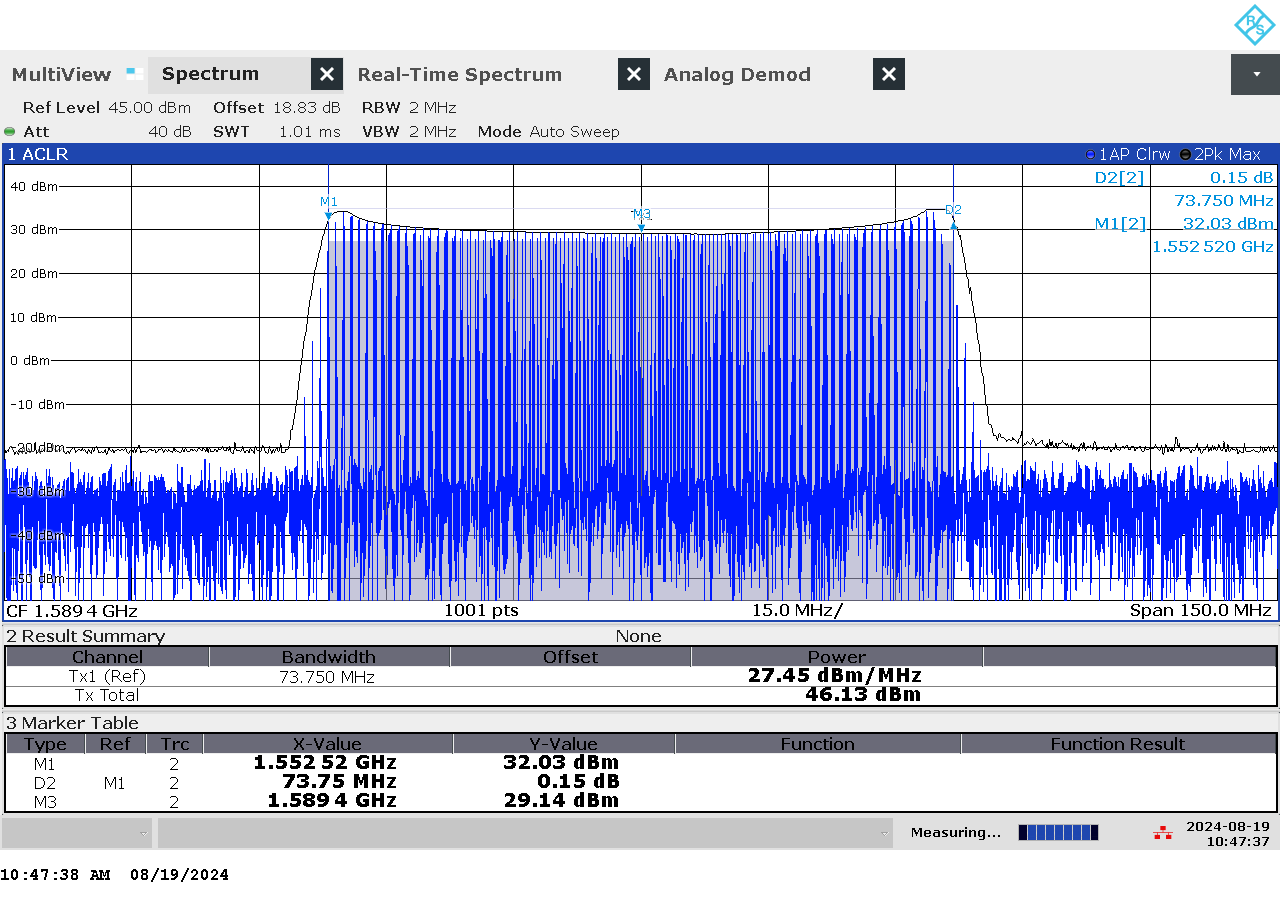 R&S
MultiView Spectrum Real-Time Spectrum Analog Demod
Ref Level 45.00 dBm Offset 18.83 dB RBW 2 MHz
Att 40 dB SWT 1.01 ms VBW 2 MHz Mode Auto Sweep
1 ACLR 1AP Clrw 2Pk Max
D2[2] 0.15 dB
73.750 MHz
M1[2] 32.03 dBm
1.552 520 GHz
40 dBm
M1
M3
D2
30 dBm
20 dBm
10 dBm
0 dBm
-10 dBm
-20 dBm
-30 dBm
-40 dBm
-50 dBm
CF 1.589 4 GHz 1001 pts 15.0 MHz/ Span 150.0 MHz
2 Result Summary None
Channel Bandwidth Offset Power
Tx1 (Ref) 73.750 MHz 27.45 dBm/MHz
Tx Total 46.13 dBm
3 Marker Table
Type Ref Trc X-Value Y-Value Function Function Result
M1 2 1.552 52 GHz 32.03 dBm
D2 M1 2 73.75 MHz 0.15 dB
M3 2 1.589 4 GHz 29.14 dBm
Measuring... 2024-08-19
10:47:37
10:47:38 AM 08/19/2024